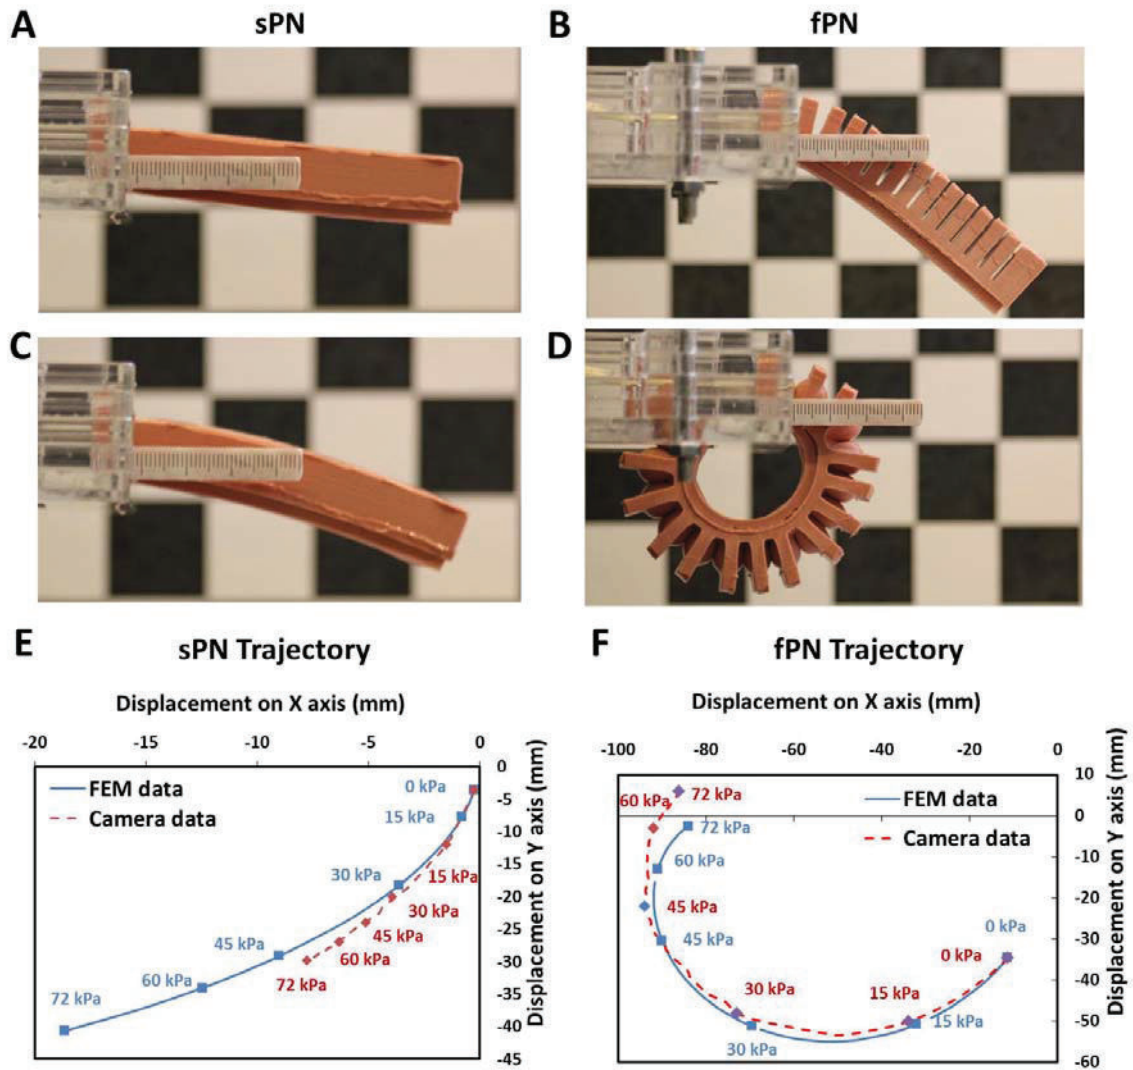 A
sPN
B
fPN
C
D
E
sPN Trajectory
Displacement on X axis (mm)
-20 -15 -10 -5 0
0
-5
-10
-15
-20
-25
-30
-35
-40
-45
Displacement on Y axis (mm)
FEM data
Camera data
0 kPa
15 kPa
30 kPa
15 kPa
30 kPa
45 kPa
45 kPa
60 kPa
60 kPa
72 kPa
72 kPa
F
fPN Trajectory
Displacement on X axis (mm)
-100 -80 -60 -40 -20 0
10
0
-10
-20
-30
-40
-50
-60
Displacement on Y axis (mm)
FEM data
Camera data
60 kPa 72 kPa
72 kPa
60 kPa
45 kPa
45 kPa
0 kPa
0 kPa
30 kPa
15 kPa
15 kPa
30 kPa